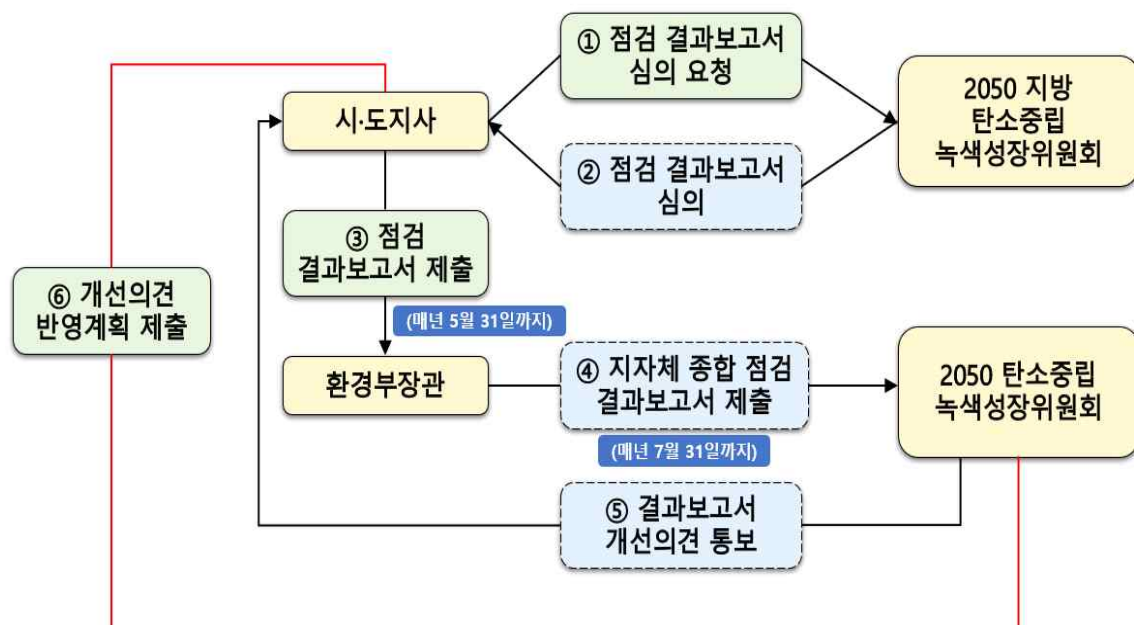 ① 점검 결과보고서
심의 요청
2050 지방
탄소중립
녹색성장위원회
시·도지사
② 점검 결과보고서
심의
③ 점검
결과보고서 제출
⑥ 개선의견
반영계획 제출
(매년 5월 31일까지)
환경부장관
④ 지자체 종합 점검
결과보고서 제출
2050 탄소중립
녹색성장위원회
(매년 7월 31일까지)
⑤ 결과보고서
개선의견 통보